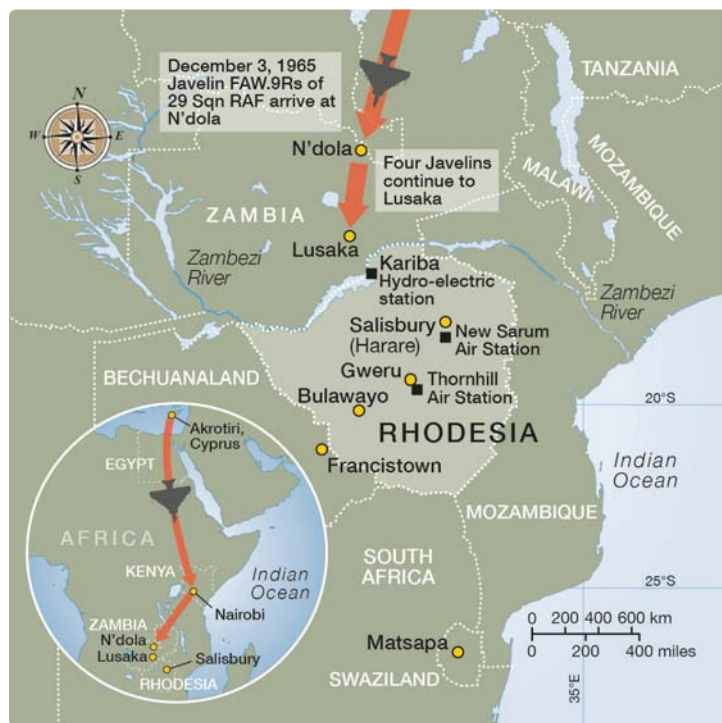 December 3, 1965
Javelin FAW.9Rs of
29 Sqn RAF arrive at
N’dola
TANZANIA
N
W
E
S
N’dola
Four Javelins
continue to
Lusaka
MALAWI
MOZAMBIQUE
ZAMBIA
Lusaka
Zambezi
River
Kariba
Hydro-electric
station
Zambezi
River
Salisbury
(Harare)
New Sarum
Air Station
BECHUANALAND
Gweru
Thornhill
Air Station
Bulawayo
20°S
RHODESIA
Francistown
Indian
Ocean
MOZAMBIQUE
Akrotiri,
Cyprus
EGYPT
AFRICA
KENYA
Indian
Ocean
Nairobi
ZAMBIA
N’dola
Lusaka
Salisbury
RHODESIA
SOUTH
AFRICA
25°S
0 200 400 600 km
0 200 400 miles
Matsapa
SWAZILAND
35°E